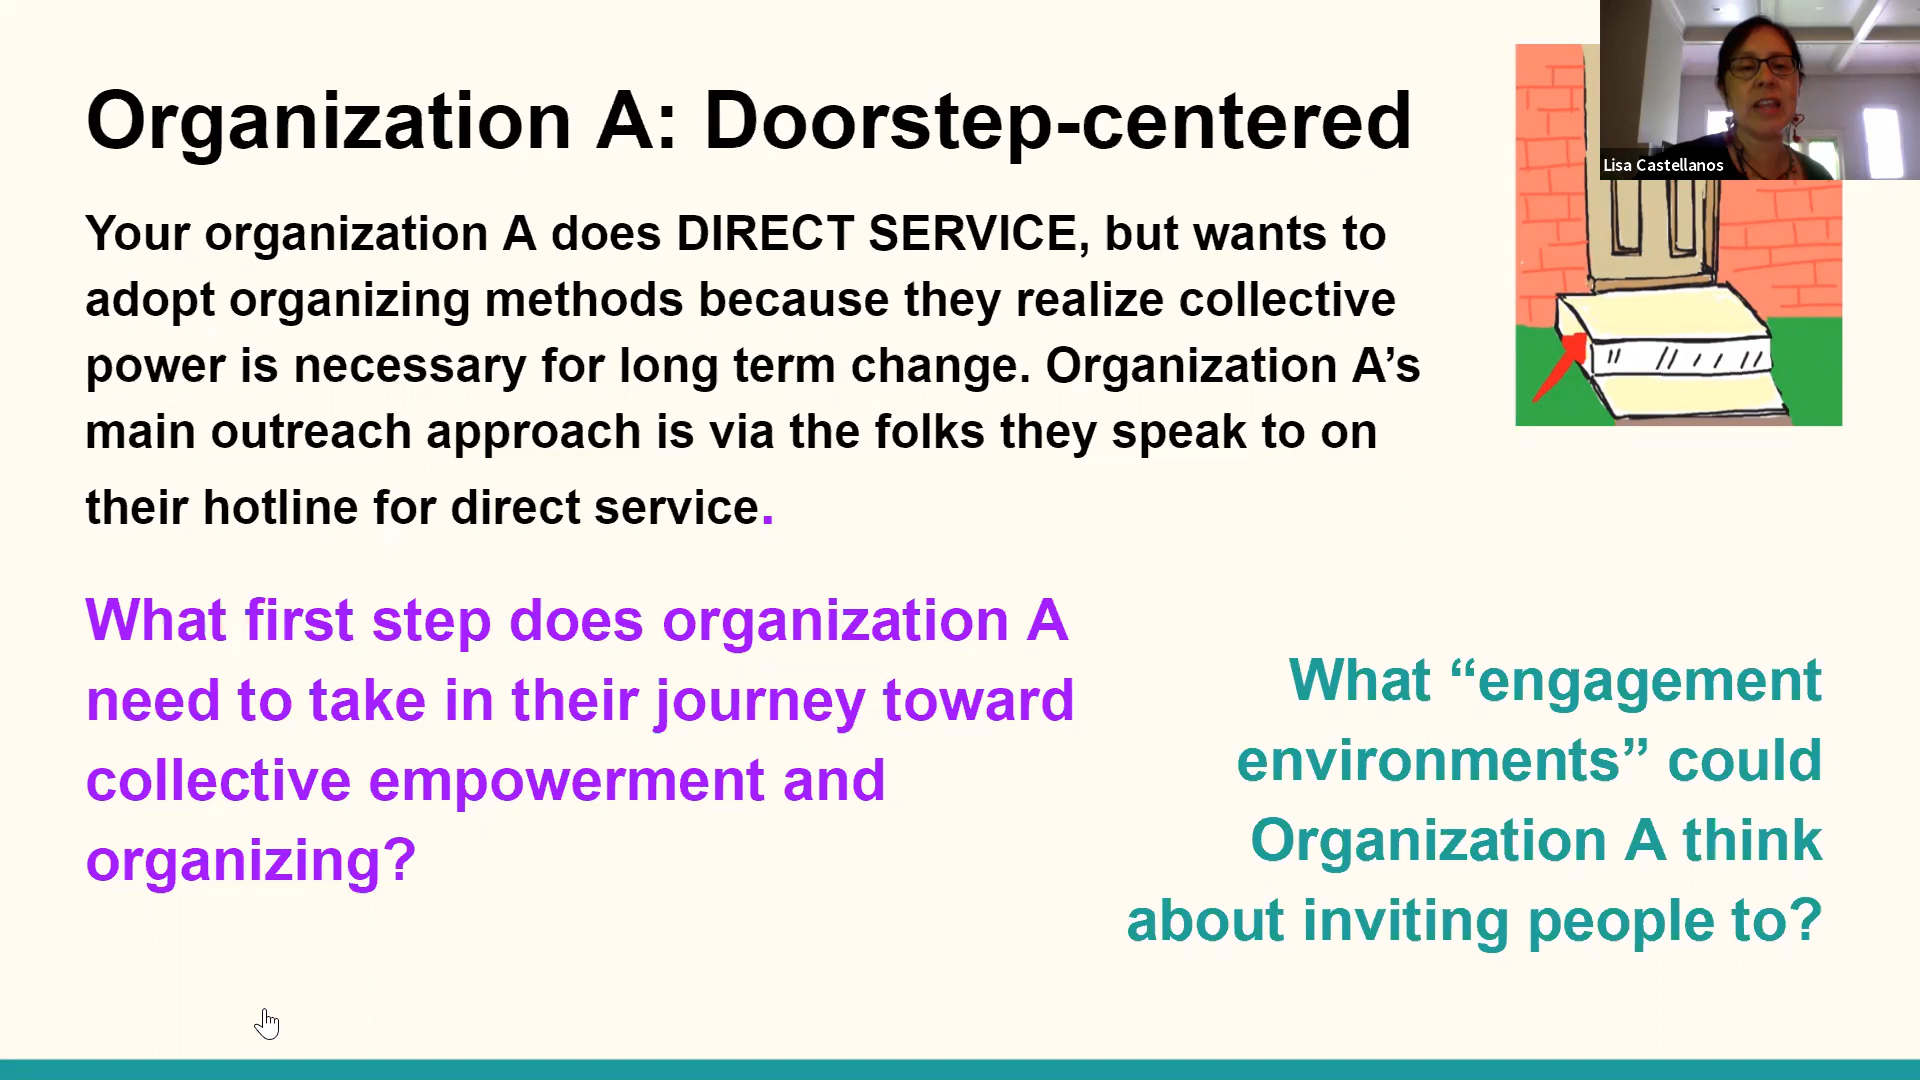 Organization A: Doorstep-centered
Your organization A does DIRECT SERVICE, but wants to
adopt organizing methods because they realize collective
power is necessary for long term change. Organization A’s
main outreach approach is via the folks they speak to on
their hotline for direct service.
What first step does organization A
need to take in their journey toward
collective empowerment and
organizing?
What “engagement
environments” could
Organization A think
about inviting people to?
Lisa Castellanos